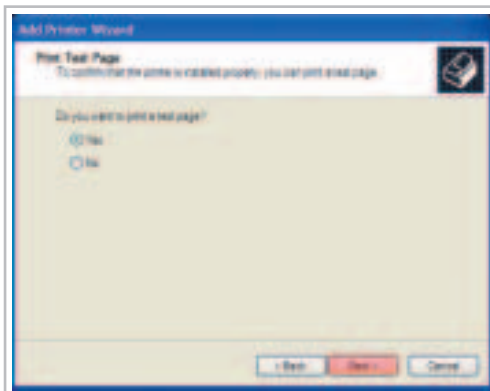 Add Printer Wizard
Print Test Page
To confirm that the printer is installed properly, you can print a test page.
Do you want to print a test page?
Yes
No
< Back
Next >
Cancel